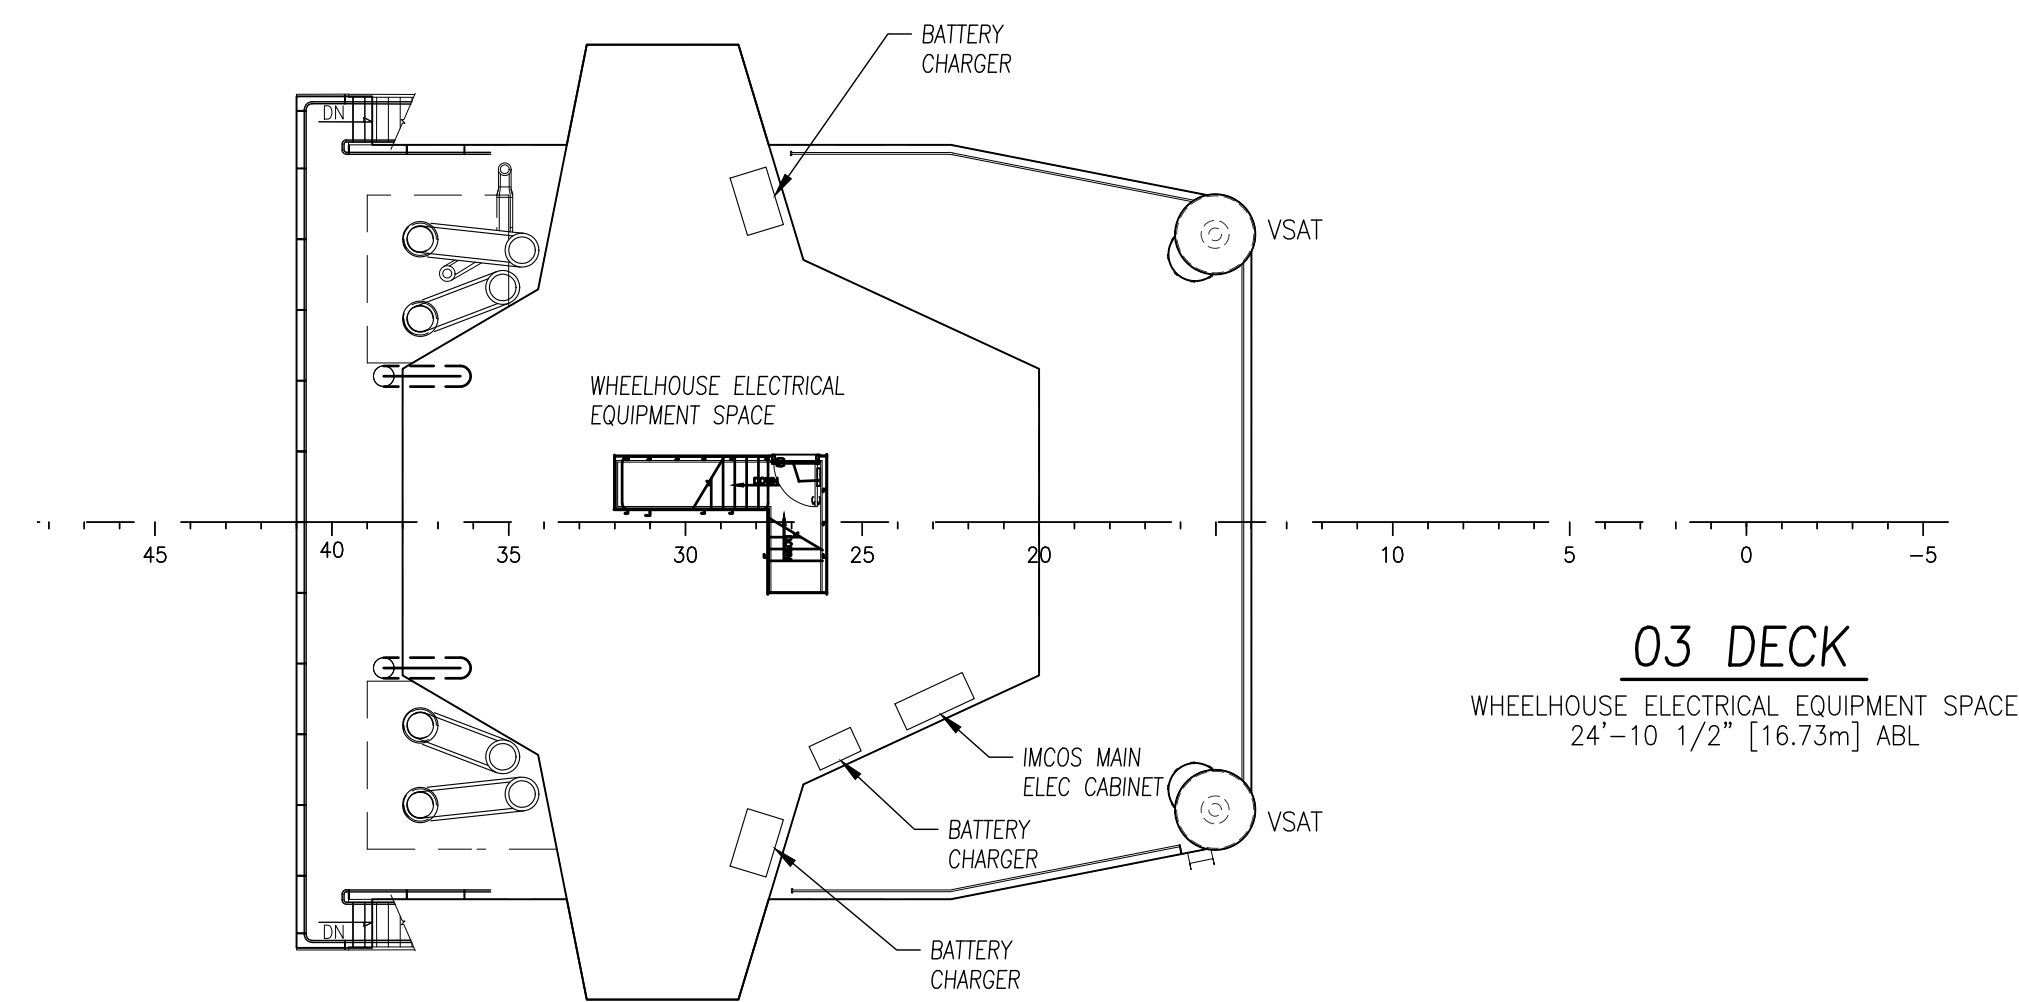 BATTERY
CHARGER
DN
VSAT
WHEELHOUSE ELECTRICAL
EQUIPMENT SPACE
DOWN
DOWN
45 40 35 30 25 20 10 5 0 -5
03 DECK
WHEELHOUSE ELECTRICAL EQUIPMENT SPACE
24'-10 1/2" [16.73m] ABL
IMCOS MAIN
ELEC CABINET
VSAT
BATTERY
CHARGER
DN
BATTERY
CHARGER